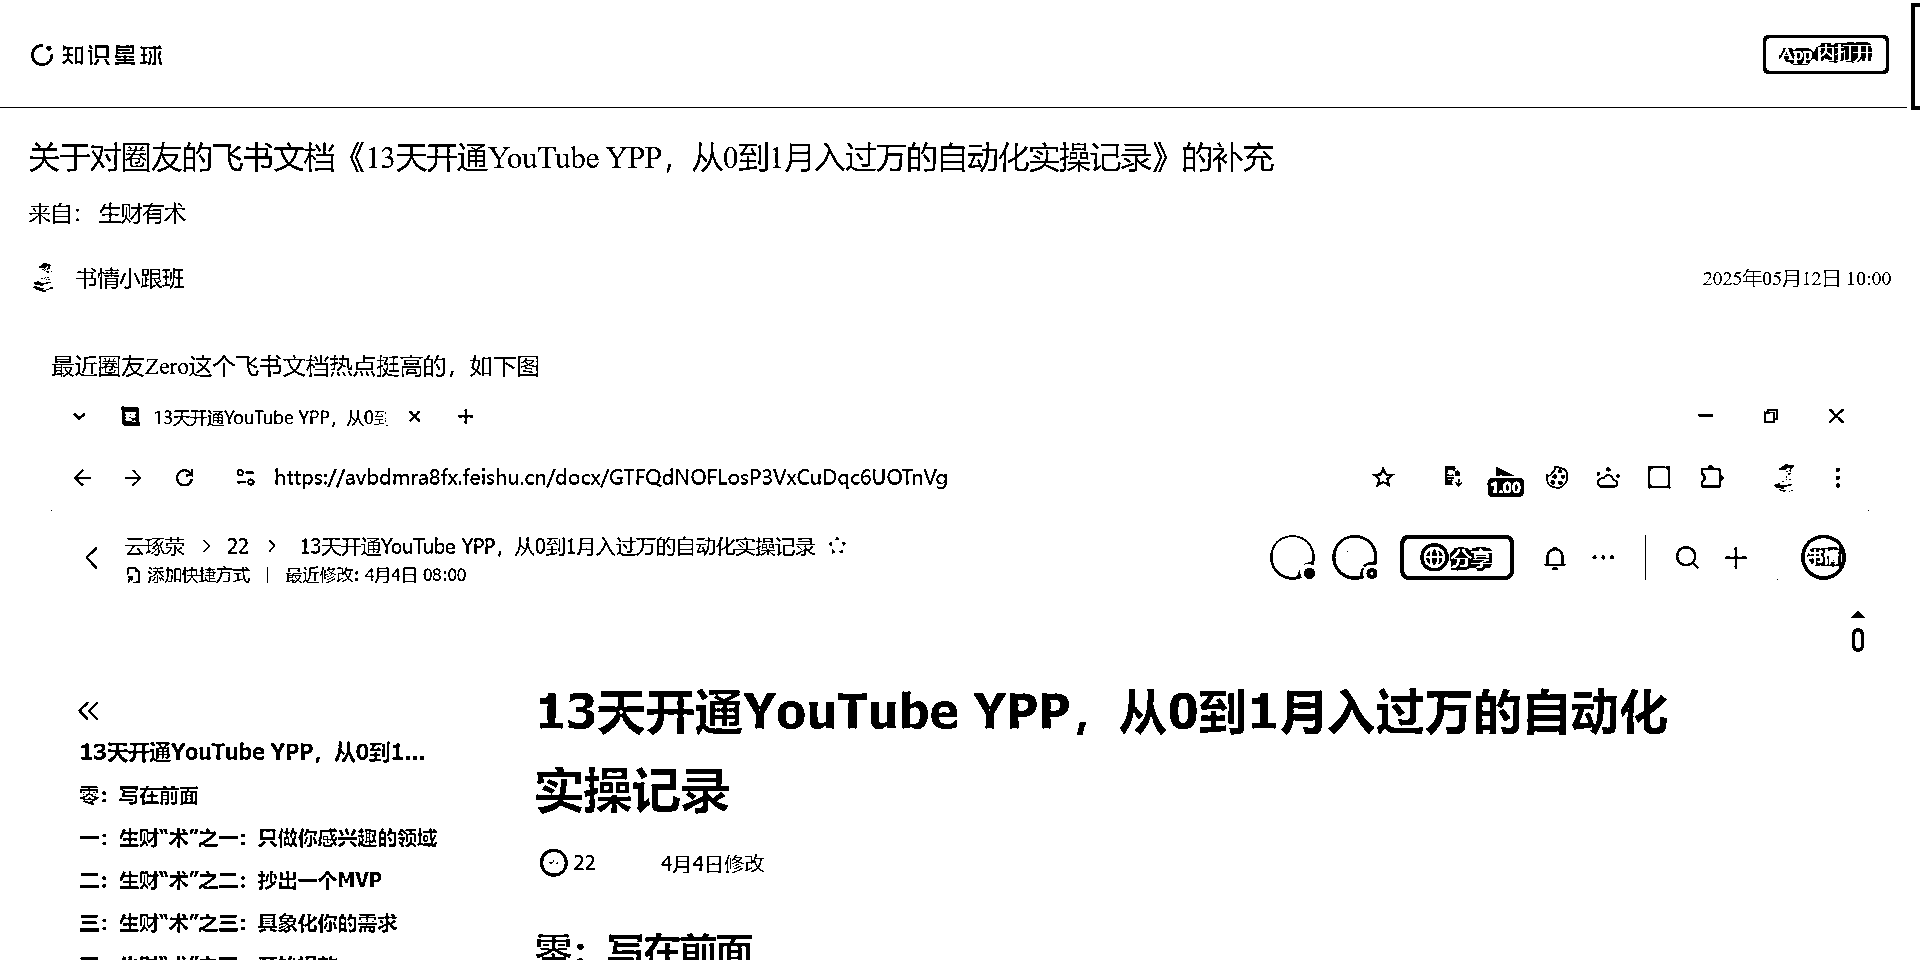 知识星球
App内打开
关于对圈友的飞书文档《13天开通YouTube YPP，从0到1月入过万的自动化实操记录》的补充
来自： 生财有术
书情小跟班
2025年05月12日 10:00
最近圈友Zero这个飞书文档热点挺高的，如下图
13天开通YouTube YPP，从0到
https://avbdmra8fx.feishu.cn/docx/GTFQdNOFLosP3VxCuDqc6UOTnVg
1.00
云琢荥 > 22 > 13天开通YouTube YPP，从0到1月入过万的自动化实操记录
添加快捷方式 | 最近修改: 4月4日 08:00
分享
书情
0
13天开通YouTube YPP，从0到1月入过万的自动化
实操记录
13天开通YouTube YPP，从0到1...
零：写在前面
一：生财“术”之一：只做你感兴趣的领域
二：生财“术”之二：抄出一个MVP
三：生财“术”之三：具象化你的需求
22
4月4日修改
零：写在前面